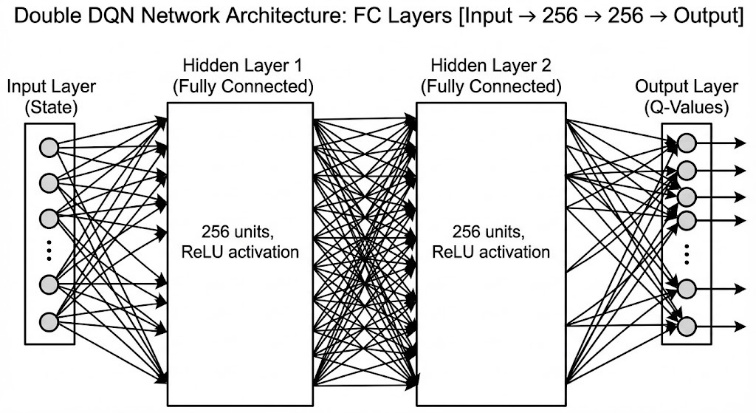 Double DQN Network Architecture: FC Layers [Input → 256 → 256 → Output]
Input Layer
(State)
Hidden Layer 1
(Fully Connected)
Hidden Layer 2
(Fully Connected)
Output Layer
(Q-Values)
256 units,
ReLU activation
256 units,
ReLU activation